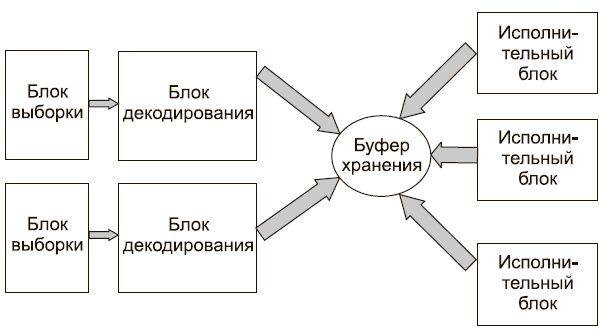 Блок
выборки
Блок
декодирования
Блок
выборки
Блок
декодирования
Буфер
хранения
Исполни-
тельный
блок
Исполни-
тельный
блок
Исполни-
тельный
блок